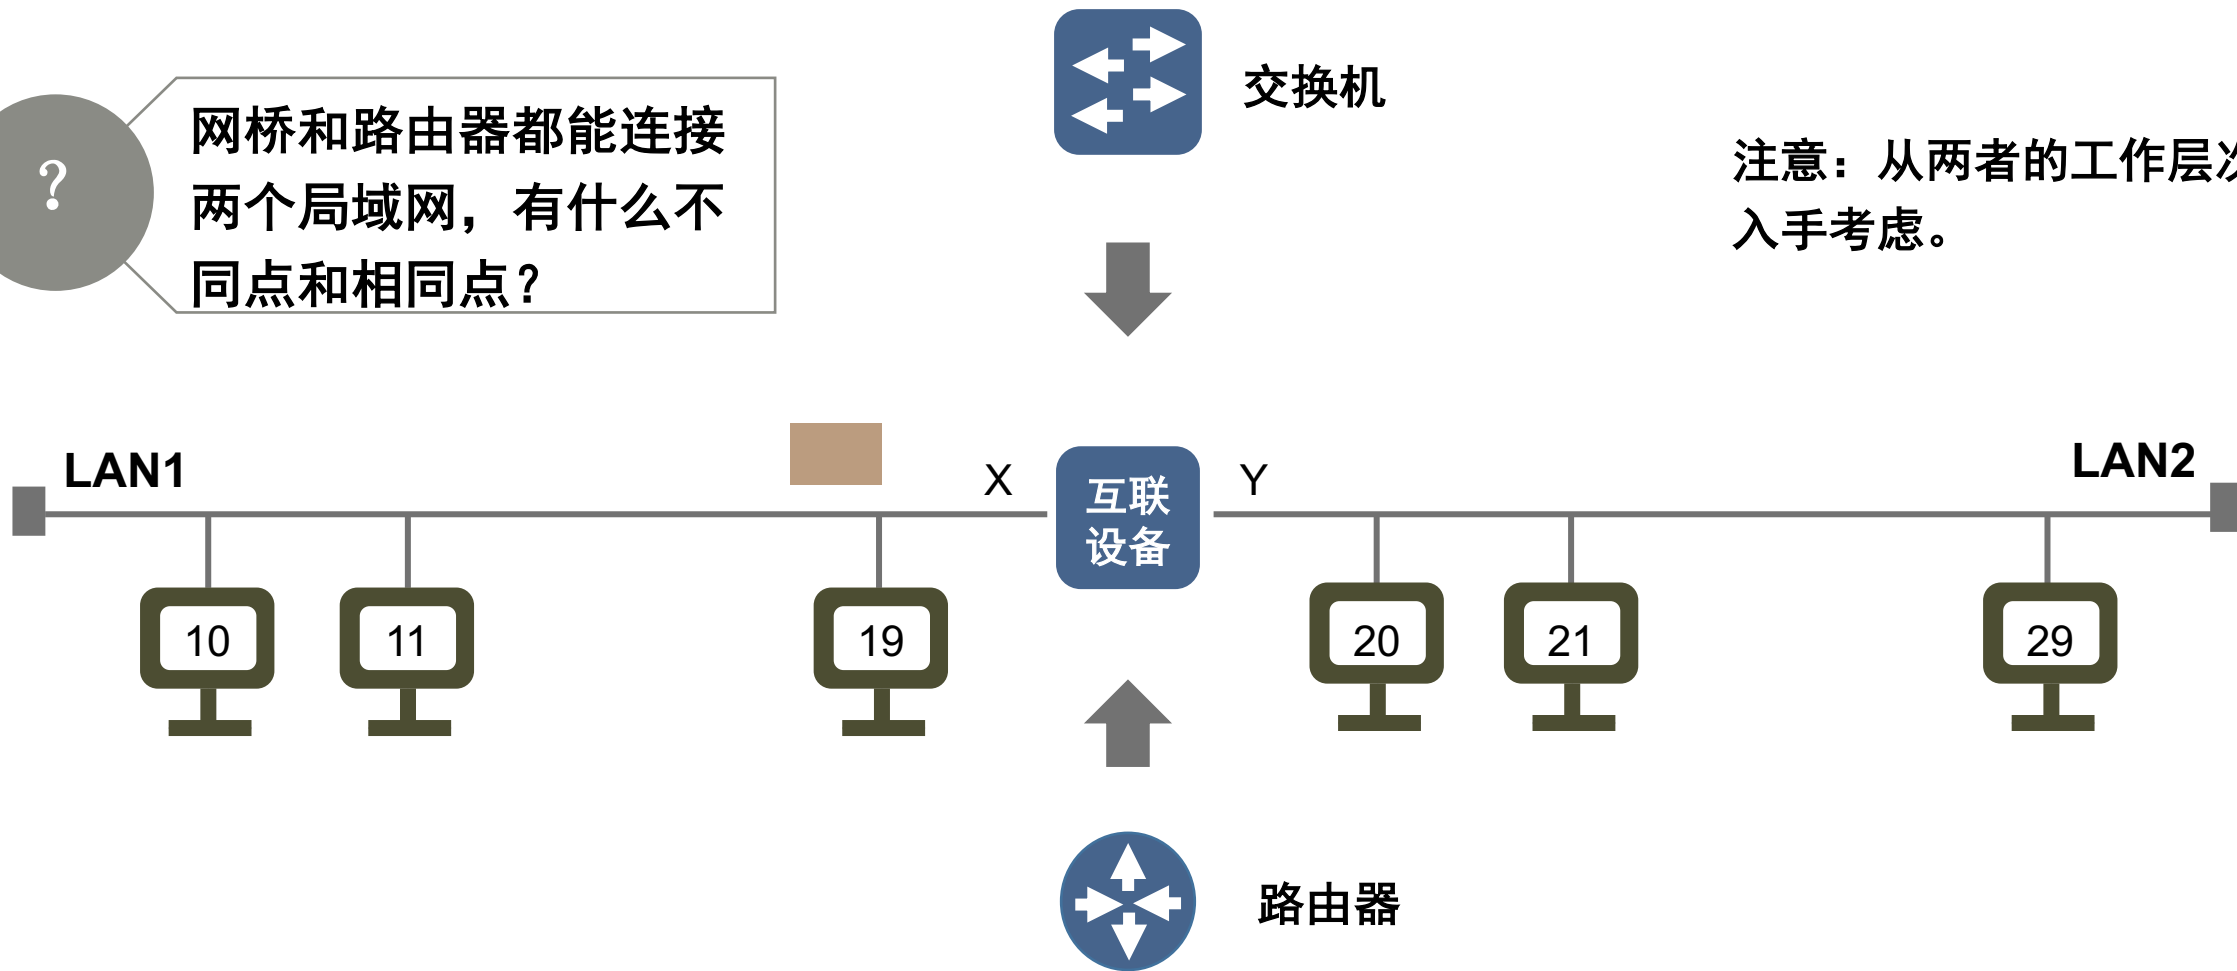 ?
网桥和路由器都能连接
两个局域网，有什么不
同点和相同点？
交换机
注意：从两者的工作层次
入手考虑。
LAN1
X
互联
设备
Y
LAN2
10
11
19
20
21
29
路由器